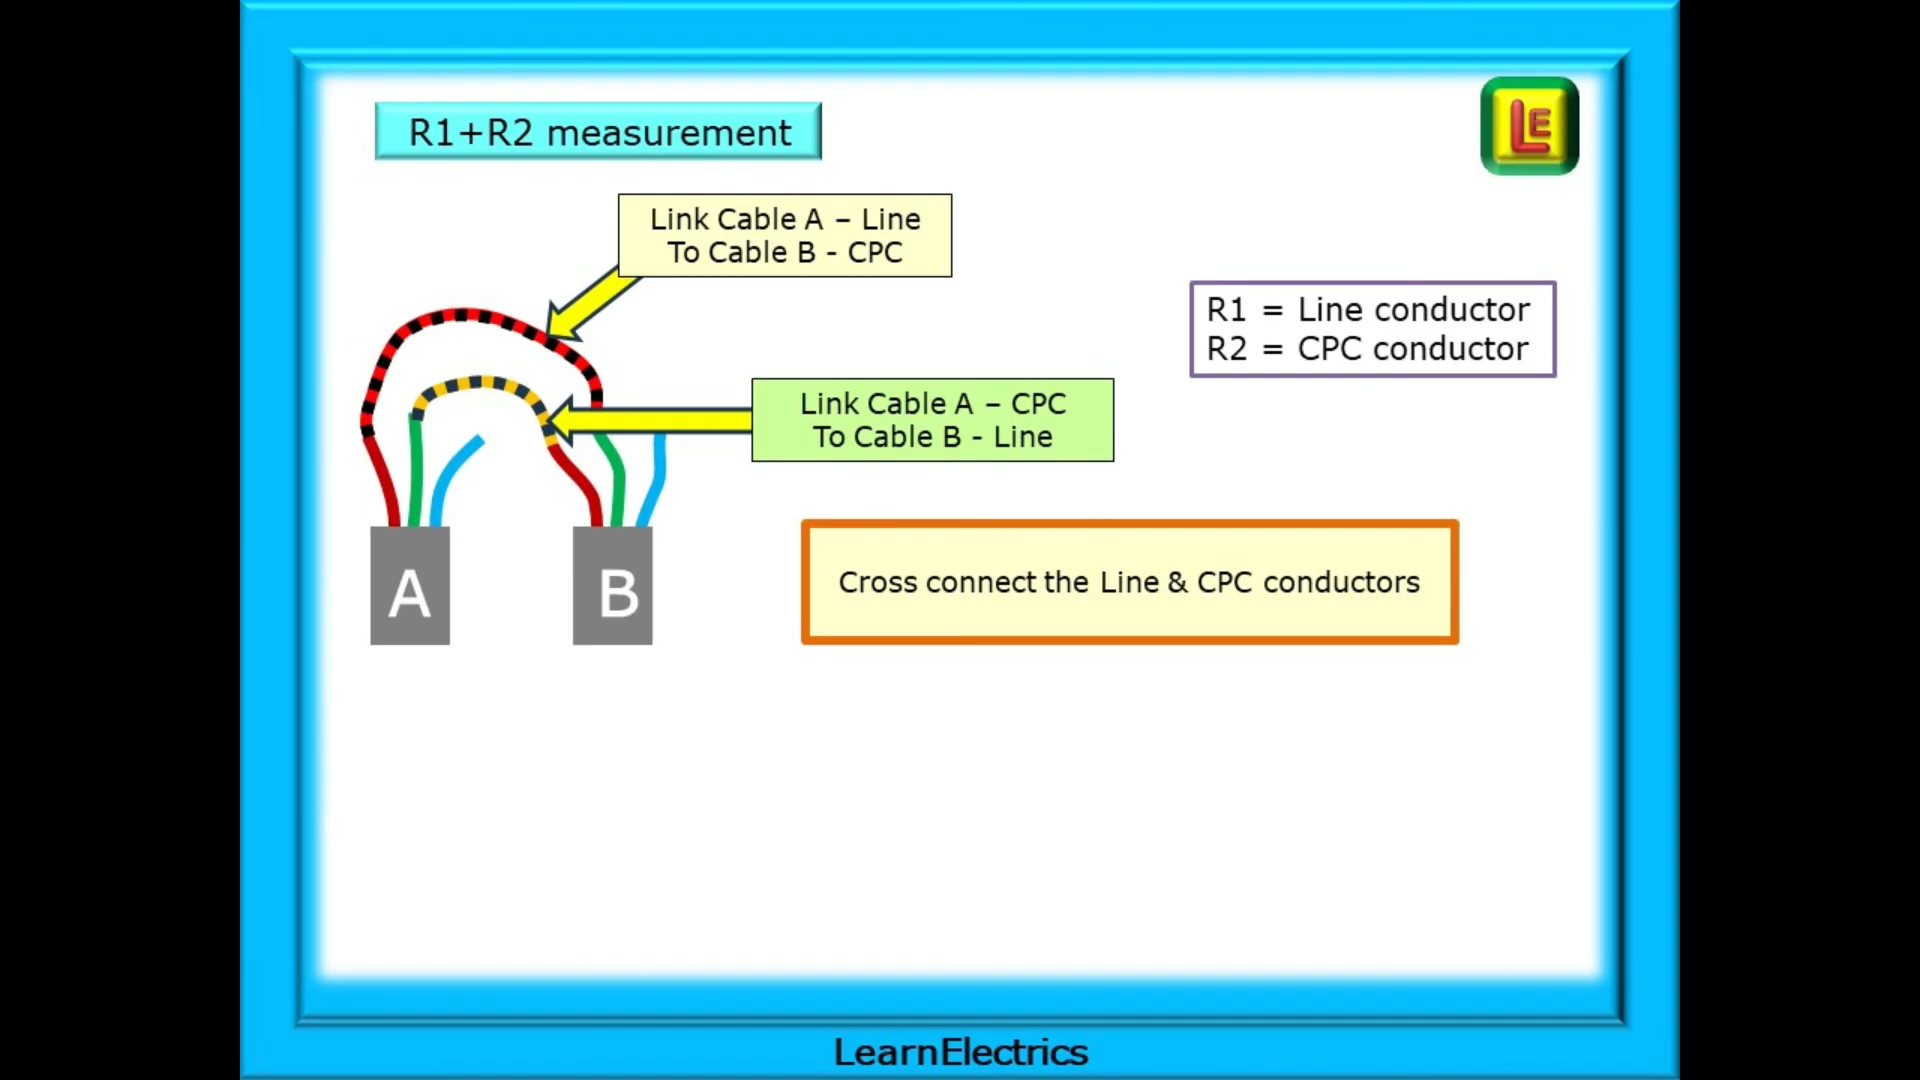 R1+R2 measurement
LE
Link Cable A – Line
To Cable B - CPC
R1 = Line conductor
R2 = CPC conductor
Link Cable A – CPC
To Cable B - Line
Cross connect the Line & CPC conductors
A
B
LearnElectrics